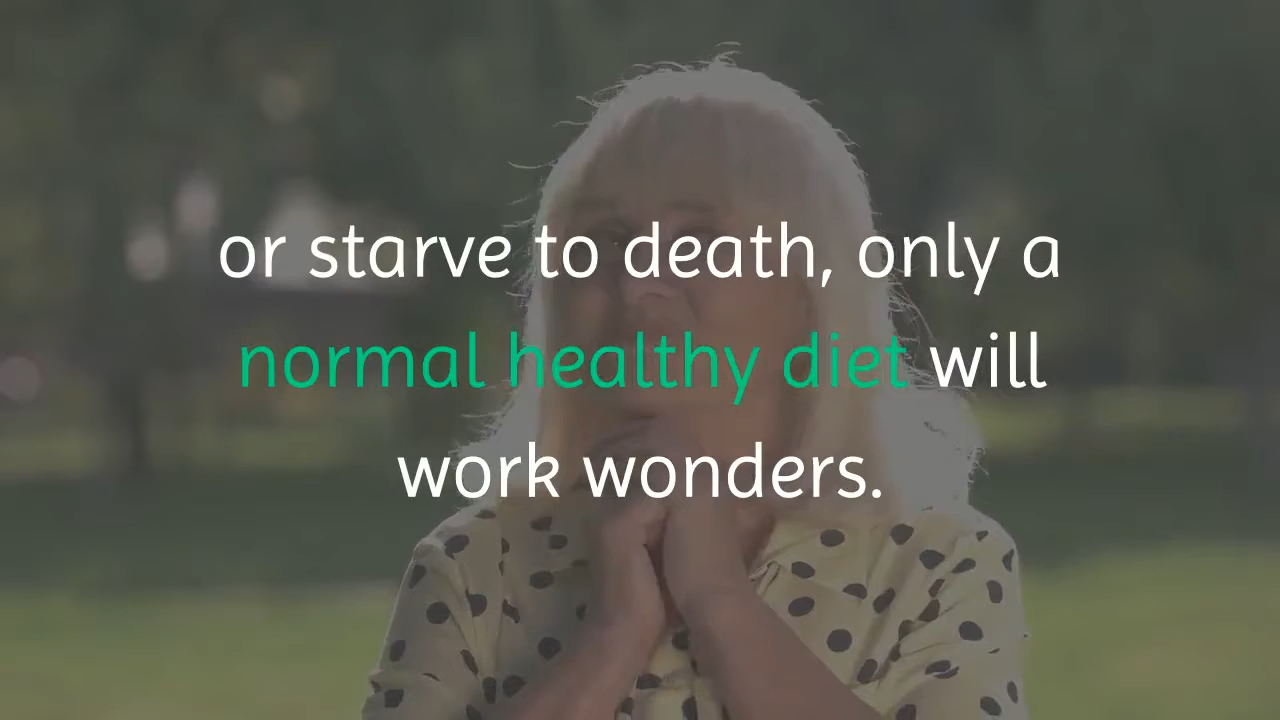 or starve to death, only a
normal healthy diet will
work wonders.